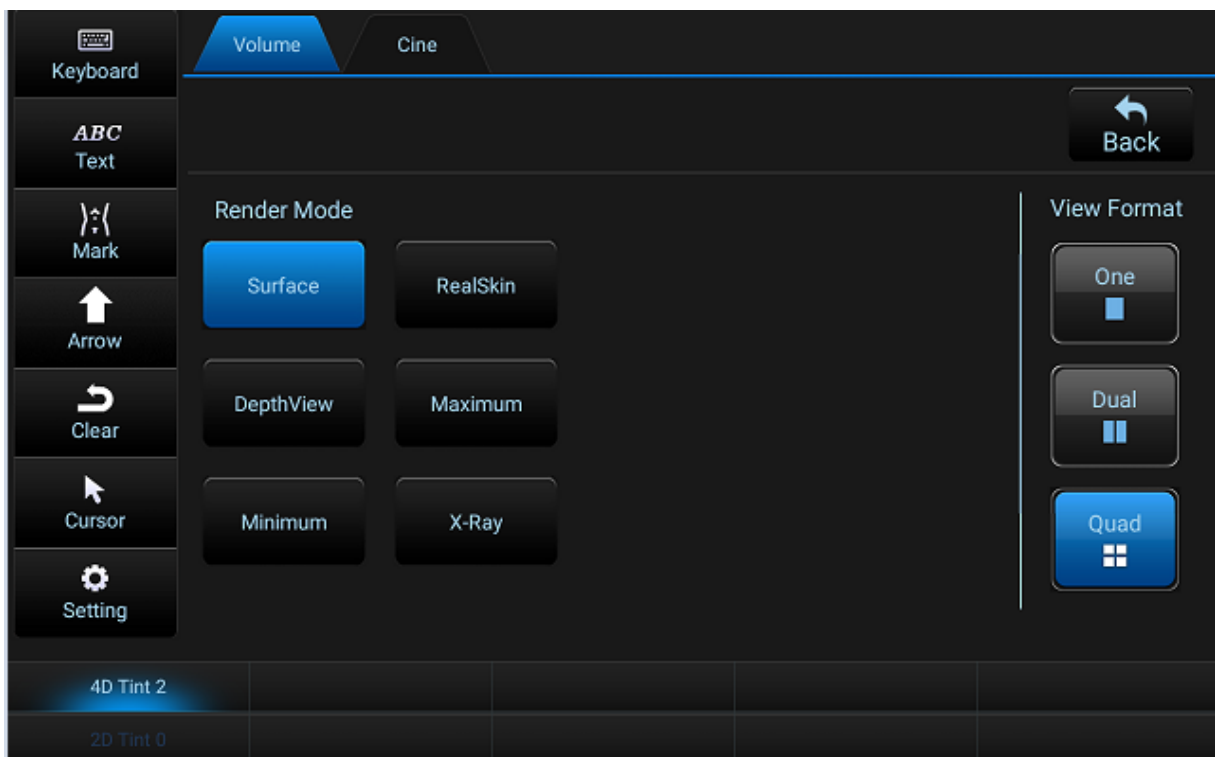 Keyboard
ABC
Text
Mark
Arrow
Clear
Cursor
Setting
Volume
Cine
Back
Render Mode
Surface
RealSkin
DepthView
Maximum
Minimum
X-Ray
View Format
One
Dual
Quad
4D Tint 2
2D Tint 0